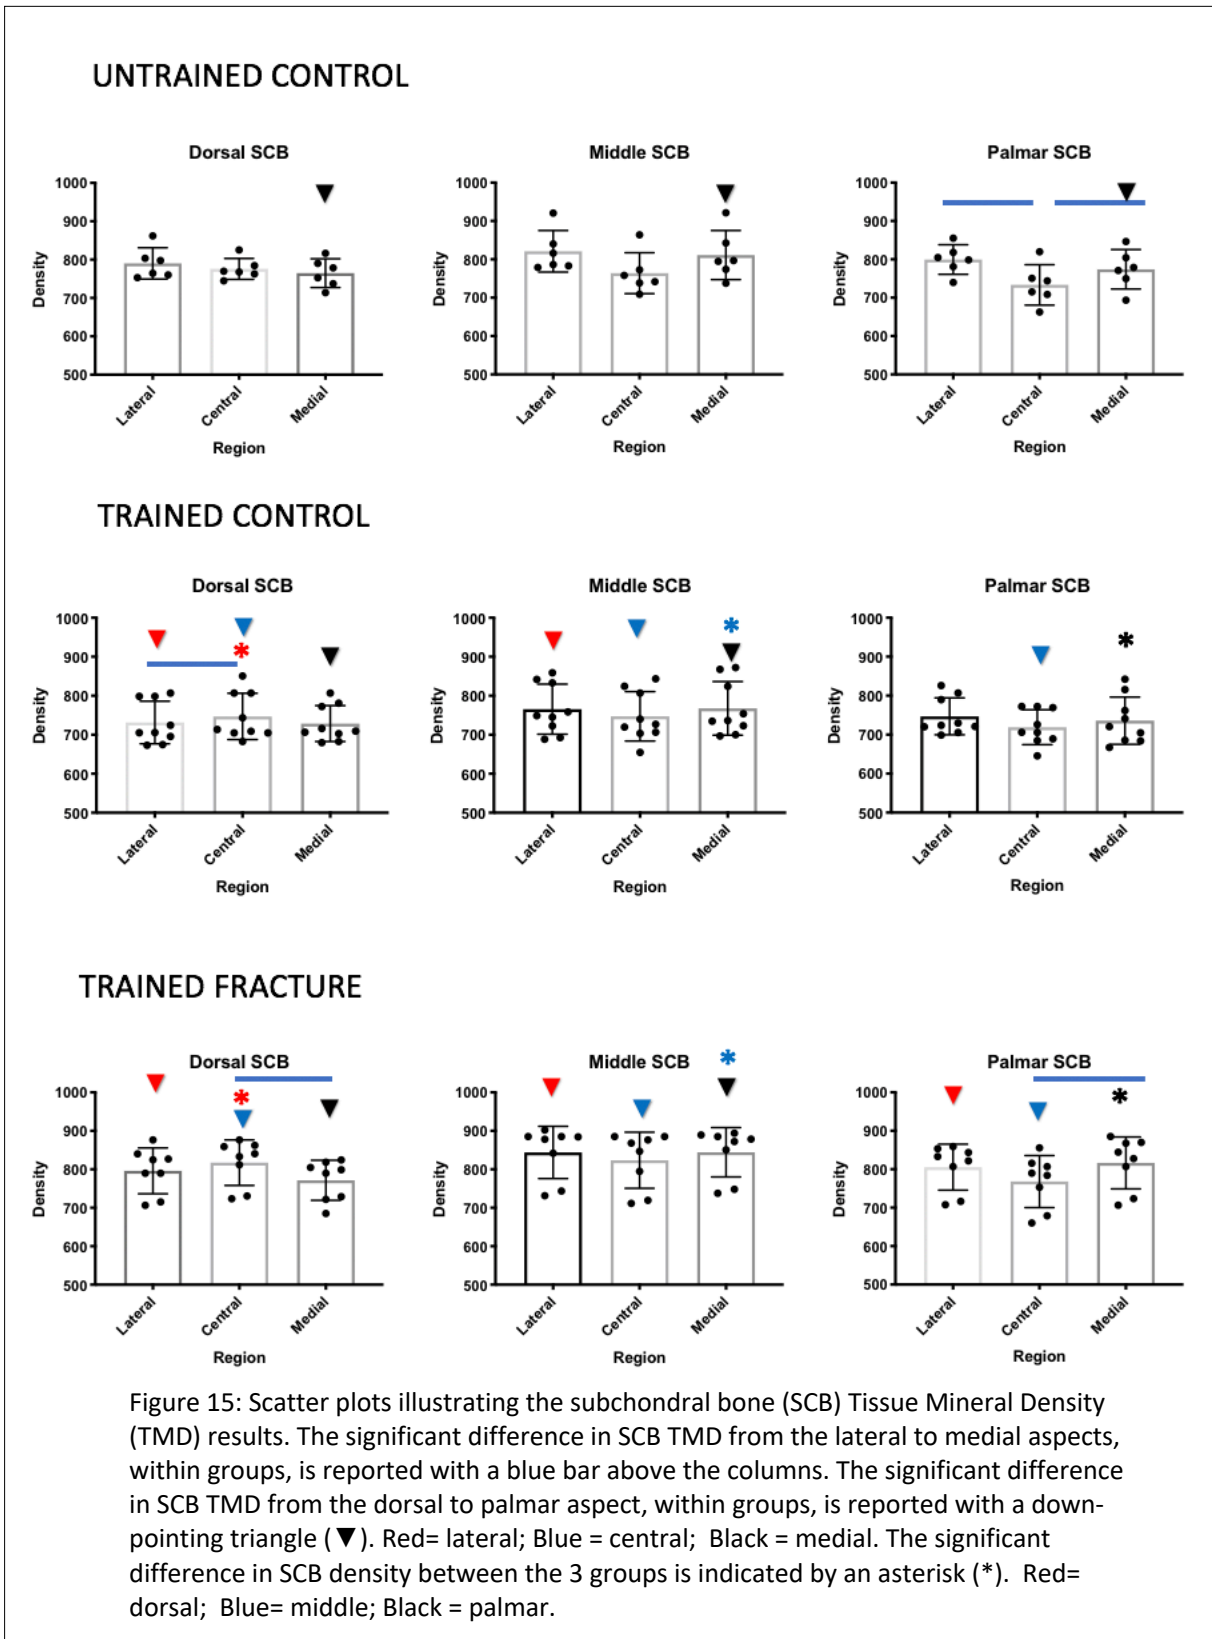 UNTRAINED CONTROL
Dorsal SCB
Middle SCB
Palmar SCB
1000
900
800
700
600
500
Density
Lateral
Central
Medial
Region
1000
900
800
700
600
500
Density
Lateral
Central
Medial
Region
1000
900
800
700
600
500
Density
Lateral
Central
Medial
Region
TRAINED CONTROL
Dorsal SCB
Middle SCB
Palmar SCB
1000
900
800
700
600
500
Density
Lateral
Central
Medial
Region
1000
900
800
700
600
500
Density
Lateral
Central
Medial
Region
1000
900
800
700
600
500
Density
Lateral
Central
Medial
Region
TRAINED FRACTURE
Dorsal SCB
Middle SCB
Palmar SCB
1000
900
800
700
600
500
Density
Lateral
Central
Medial
Region
1000
900
800
700
600
500
Density
Lateral
Central
Medial
Region
1000
900
800
700
600
500
Density
Lateral
Central
Medial
Region
Figure 15: Scatter plots illustrating the subchondral bone (SCB) Tissue Mineral Density
(TMD) results. The significant difference in SCB TMD from the lateral to medial aspects,
within groups, is reported with a blue bar above the columns. The significant difference
in SCB TMD from the dorsal to palmar aspect, within groups, is reported with a down-
pointing triangle (▼). Red= lateral; Blue = central; Black = medial. The significant
difference in SCB density between the 3 groups is indicated by an asterisk (*). Red=
dorsal; Blue= middle; Black = palmar.